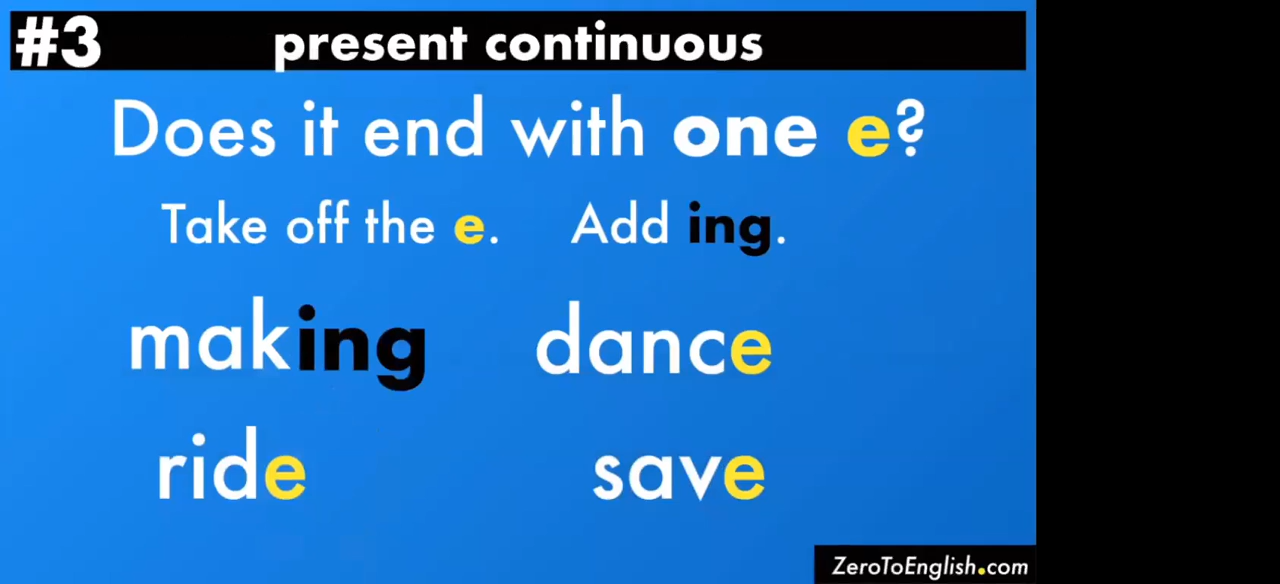 #3 present continuous
Does it end with one e?
Take off the e. Add ing.
making dance
ride save
ZeroToEnglish.com